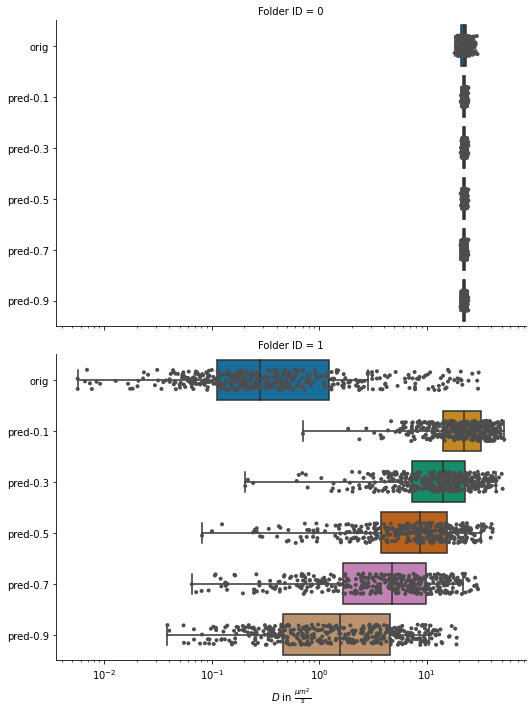 Folder ID = 0
orig
pred-0.1
pred-0.3
pred-0.5
pred-0.7
pred-0.9
Folder ID = 1
orig
pred-0.1
pred-0.3
pred-0.5
pred-0.7
pred-0.9
10⁻² 10⁻¹ 10⁰ 10¹
D in μm²/s